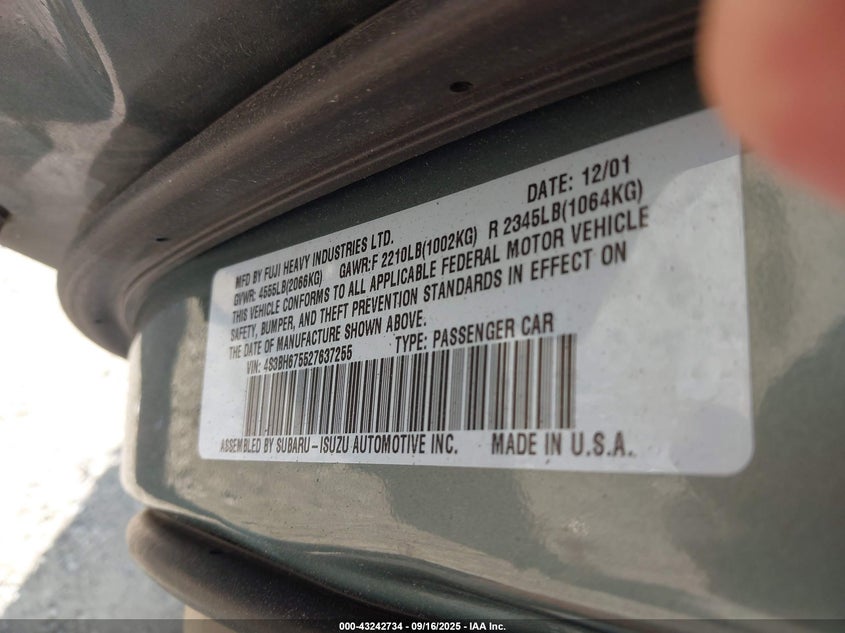 DATE: 12/01
MFD BY FUJI HEAVY INDUSTRIES LTD.
GVWR: 4555LB(2066KG) GAWR:F 2210LB(1002KG) R 2345LB(1064KG)
THIS VEHICLE CONFORMS TO ALL APPLICABLE FEDERAL MOTOR VEHICLE
SAFETY, BUMPER, AND THEFT PREVENTION STANDARDS IN EFFECT ON
THE DATE OF MANUFACTURE SHOWN ABOVE.
VIN: 4S3BH675527637255 TYPE: PASSENGER CAR
ASSEMBLED BY SUBARU-ISUZU AUTOMOTIVE INC. MADE IN U.S.A.
000-43242734 - 09/16/2025 - IAA Inc.